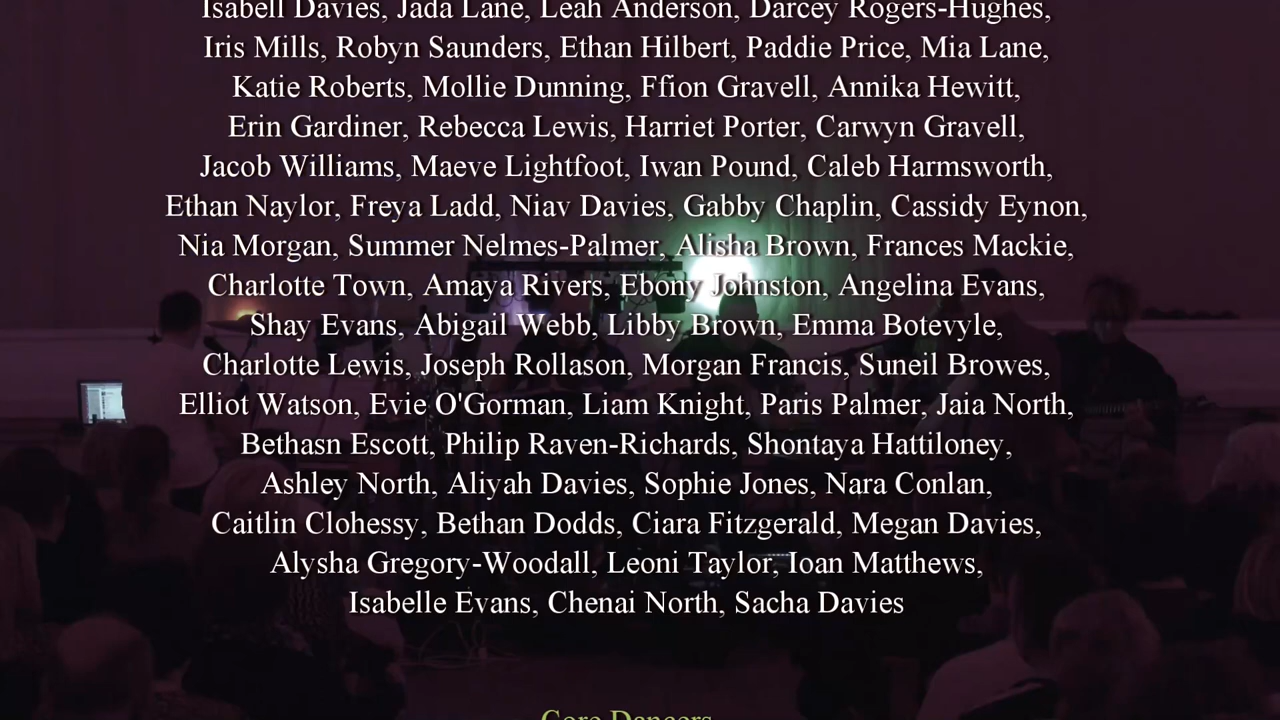 Isabell Davies, Jada Lane, Leah Anderson, Darcey Rogers-Hughes,
Iris Mills, Robyn Saunders, Ethan Hilbert, Paddie Price, Mia Lane,
Katie Roberts, Mollie Dunning, Ffion Gravell, Annika Hewitt,
Erin Gardiner, Rebecca Lewis, Harriet Porter, Carwyn Gravell,
Jacob Williams, Maeve Lightfoot, Iwan Pound, Caleb Harmsworth,
Ethan Naylor, Freya Ladd, Niav Davies, Gabby Chaplin, Cassidy Eynon,
Nia Morgan, Summer Nelmes-Palmer, Alisha Brown, Frances Mackie,
Charlotte Town, Amaya Rivers, Ebony Johnston, Angelina Evans,
Shay Evans, Abigail Webb, Libby Brown, Emma Botevyle,
Charlotte Lewis, Joseph Rollason, Morgan Francis, Suneil Browes,
Elliot Watson, Evie O'Gorman, Liam Knight, Paris Palmer, Jaia North,
Bethasn Escott, Philip Raven-Richards, Shontaya Hattiloney,
Ashley North, Aliyah Davies, Sophie Jones, Nara Conlan,
Caitlin Clohessy, Bethan Dodds, Ciara Fitzgerald, Megan Davies,
Alysha Gregory-Woodall, Leoni Taylor, Ioan Matthews,
Isabelle Evans, Chenai North, Sacha Davies
Core Dancers